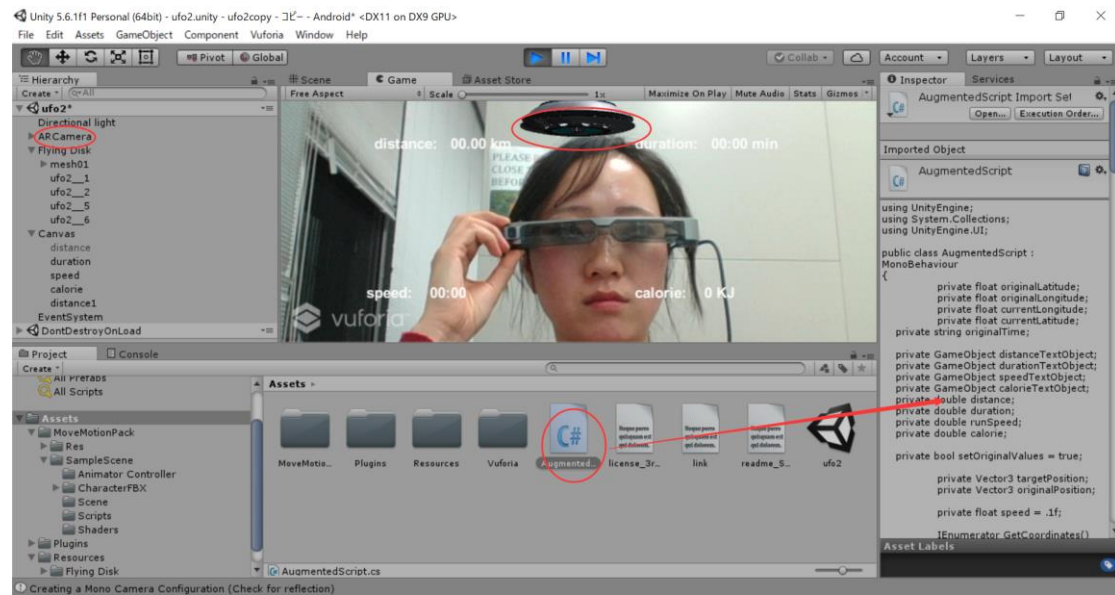 Unity 5.6.1f1 Personal (64bit) - ufo2.unity - ufo2copy - コピー - Android* <DX11 on DX9 GPU>
File Edit Assets GameObject Component Vuforia Window Help
Pivot Global
Collab
Account
Layers
Layout
Hierarchy
Create
All
ufo2*
Directional light
ARCamera
Flying Disk
mesh01
ufo2__1
ufo2__2
ufo2__5
ufo2__6
Canvas
distance
duration
speed
calorie
distance1
EventSystem
DontDestroyOnLoad
Scene
Game
Asset Store
Free Aspect
Scale
1x
Maximize On Play
Mute Audio
Stats
Gizmos
distance: 00.00 km
duration: 00:00 min
PLEASE
CLOSE
BEFOR
speed: 00:00
calorie: 0 KJ
vuforia
Inspector
Services
AugmentedScript Import Set
Open...
Execution Order...
Imported Object
AugmentedScript
using UnityEngine;
using System.Collections;
using UnityEngine.UI;
public class AugmentedScript :
MonoBehaviour
{
private float originalLatitude;
private float originalLongitude;
private float currentLongitude;
private float currentLatitude;
private string originalTime;
private GameObject distanceTextObject;
private GameObject durationTextObject;
private GameObject speedTextObject;
private GameObject calorieTextObject;
private double distance;
private double duration;
private double runSpeed;
private double calorie;
private bool setOriginalValues = true;
private Vector3 targetPosition;
private Vector3 originalPosition;
private float speed = .1f;
IEnumerator GetCoordinates()
Asset Labels
Project
Console
Create
All Prefabs
All Scripts
Assets
MoveMotionPack
Res
SampleScene
Animator Controller
CharacterFBX
Scene
Scripts
Shaders
Plugins
Resources
Flying Disk
Assets
MoveMotio...
Plugins
Resources
Vuforia
Augmented...
license_3r...
link
readme_S...
ufo2
C#
AugmentedScript.cs
Creating a Mono Camera Configuration (Check for reflection)